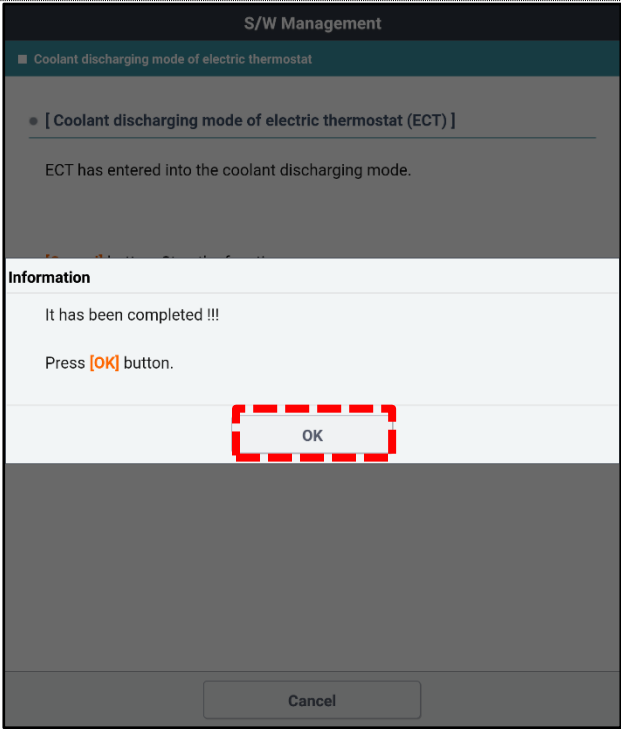 S/W Management
Coolant discharging mode of electric thermostat
[ Coolant discharging mode of electric thermostat (ECT) ]
ECT has entered into the coolant discharging mode.
Information
It has been completed !!!
Press [OK] button.
OK
Cancel